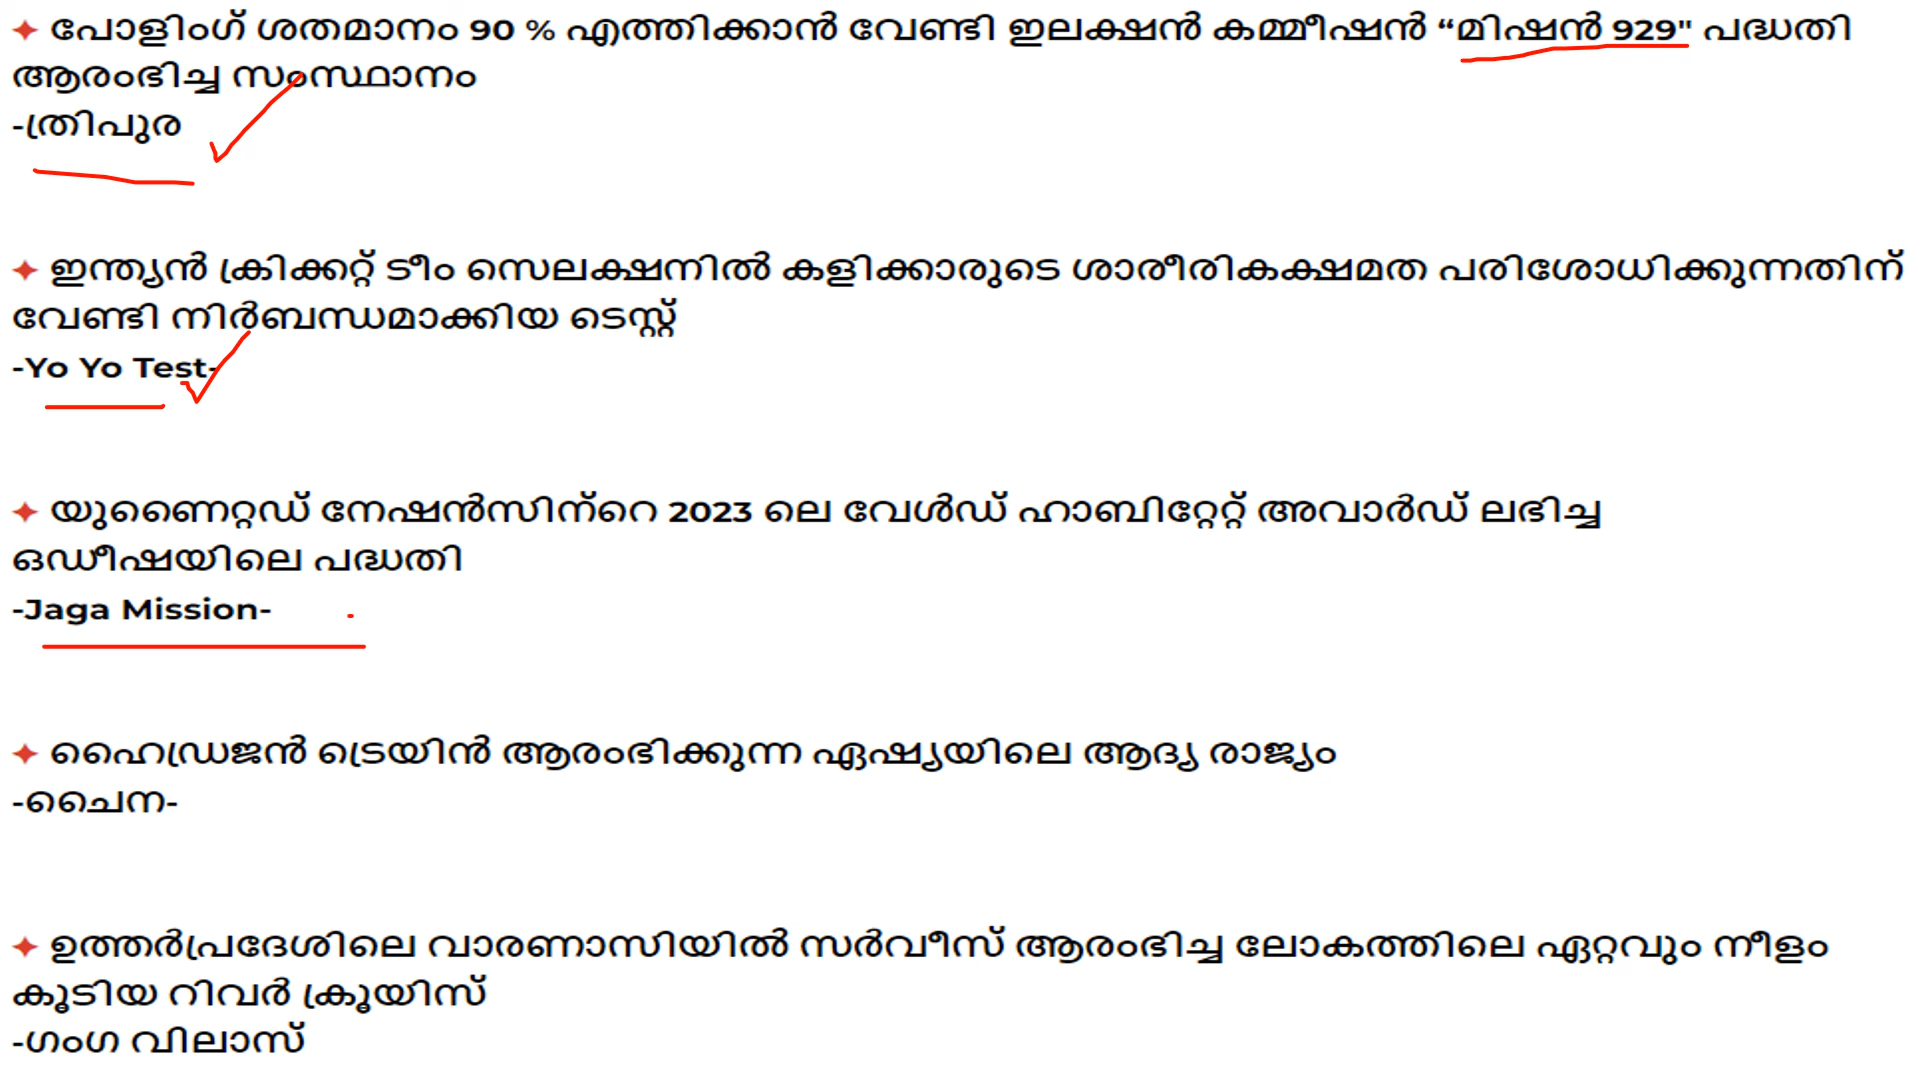 ✦ പോളിംഗ് ശതമാനം 90 % എത്തിക്കാൻ വേണ്ടി ഇലക്ഷൻ കമ്മീഷൻ “മിഷൻ 929" പദ്ധതി
ആരംഭിച്ച സംസ്ഥാനം
-ത്രിപുര
✦ ഇന്ത്യൻ ക്രിക്കറ്റ് ടീം സെലക്ഷനിൽ കളിക്കാരുടെ ശാരീരികക്ഷമത പരിശോധിക്കുന്നതിന്
വേണ്ടി നിർബന്ധമാക്കിയ ടെസ്റ്റ്
-Yo Yo Test-
✦ യുണൈറ്റഡ് നേഷൻസിന്റെ 2023 ലെ വേൾഡ് ഹാബിറ്റേറ്റ് അവാർഡ് ലഭിച്ച
ഒഡീഷയിലെ പദ്ധതി
-Jaga Mission-
✦ ഹൈഡ്രജൻ ട്രെയിൻ ആരംഭിക്കുന്ന ഏഷ്യയിലെ ആദ്യ രാജ്യം
-ചൈന-
✦ ഉത്തർപ്രദേശിലെ വാരണാസിയിൽ സർവീസ് ആരംഭിച്ച ലോകത്തിലെ ഏറ്റവും നീളം
കൂടിയ റിവർ ക്രൂയിസ്
-ഗംഗ വിലാസ്